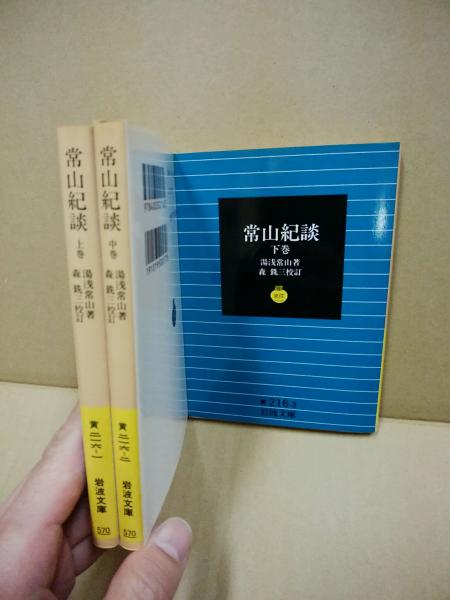 常山紀談
上巻
湯浅常山著
森 銑三校訂
黄 二一六-一
岩波文庫
570
常山紀談
中巻
湯浅常山著
森 銑三校訂
黄 二一六-二
岩波文庫
570
常山紀談
下巻
湯浅常山著
森 銑三校訂
黄 216-3
岩波文庫